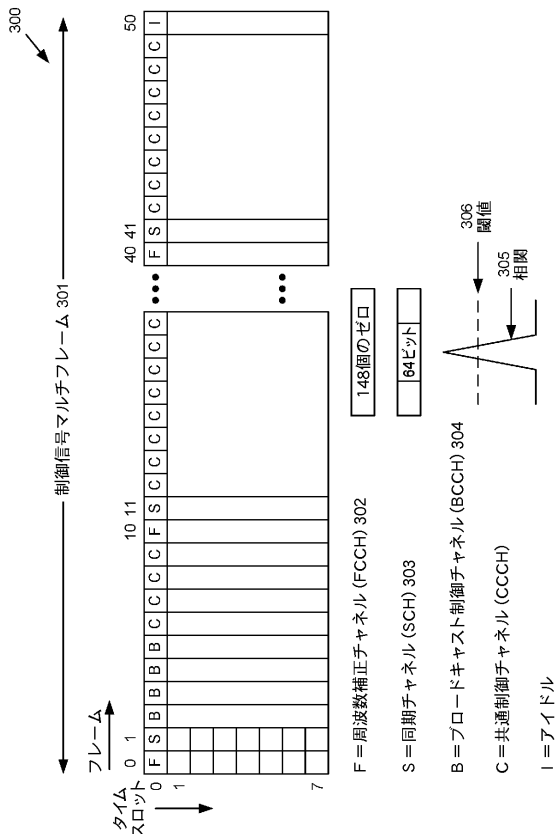 300
制御信号マルチフレーム 301
フレーム
0 1 10 11 40 41 50
タイム
スロット
0 F S B B B B C C C C F S C C C C C C C C ••• F S C C C C C C C C I
1
•••
7
F=周波数補正チャネル(FCCH) 302
148個のゼロ
S=同期チャネル(SCH) 303
64ビット
B=ブロードキャスト制御チャネル(BCCH) 304
306
閾値
305
相関
C=共通制御チャネル(CCCH)
I=アイドル